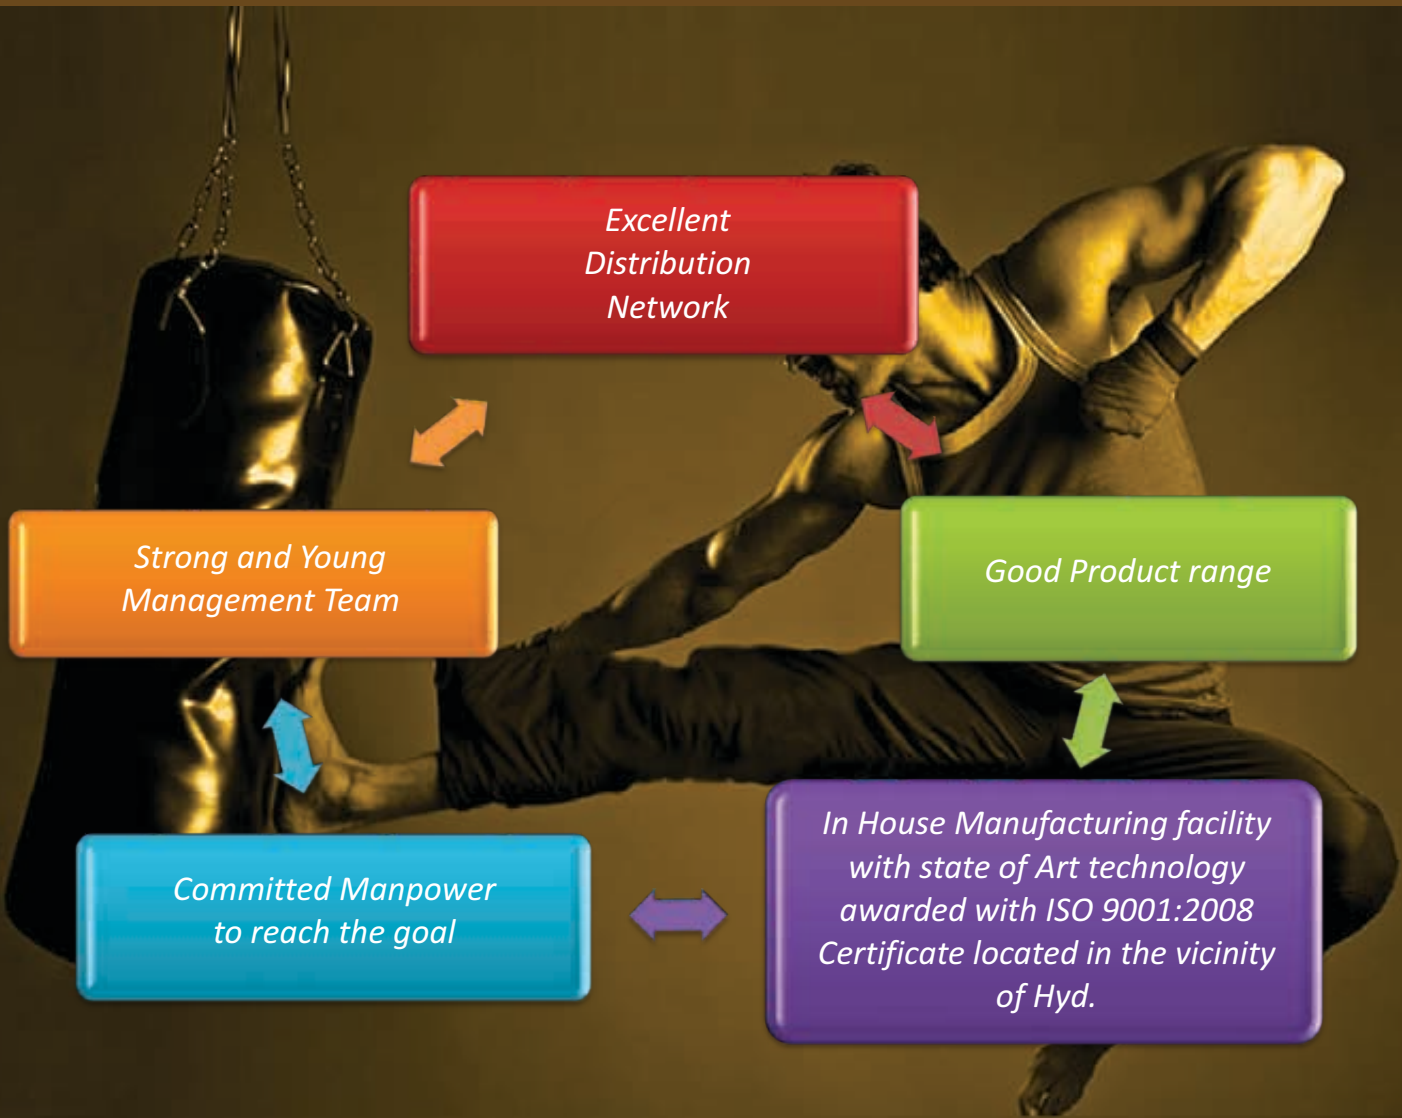 Excellent
Distribution
Network
Strong and Young
Management Team
Good Product range
Committed Manpower
to reach the goal
In House Manufacturing facility
with state of Art technology
awarded with ISO 9001:2008
Certificate located in the vicinity
of Hyd.